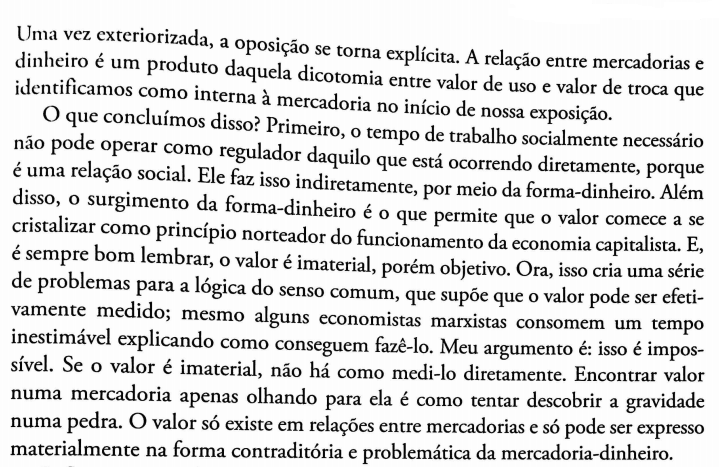 Uma vez exteriorizada, a oposição se torna explícita. A relação entre mercadorias e
dinheiro é um produto daquela dicotomia entre valor de uso e valor de troca que
identificamos como interna à mercadoria no início de nossa exposição.
O que concluímos disso? Primeiro, o tempo de trabalho socialmente necessário
não pode operar como regulador daquilo que está ocorrendo diretamente, porque
é uma relação social. Ele faz isso indiretamente, por meio da forma-dinheiro. Além
disso, o surgimento da forma-dinheiro é o que permite que o valor comece a se
cristalizar como princípio norteador do funcionamento da economia capitalista. E,
é sempre bom lembrar, o valor é imaterial, porém objetivo. Ora, isso cria uma série
de problemas para a lógica do senso comum, que supõe que o valor pode ser efeti-
vamente medido; mesmo alguns economistas marxistas consomem um tempo
inestimável explicando como conseguem fazê-lo. Meu argumento é: isso é impos-
sível. Se o valor é imaterial, não há como medi-lo diretamente. Encontrar valor
numa mercadoria apenas olhando para ela é como tentar descobrir a gravidade
numa pedra. O valor só existe em relações entre mercadorias e só pode ser expresso
materialmente na forma contraditória e problemática da mercadoria-dinheiro.